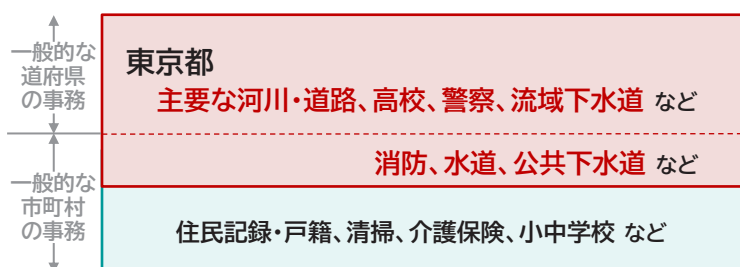 一般的な
道府県
の事務
東京都
主要な河川・道路、高校、警察、流域下水道 など
消防、水道、公共下水道 など
一般的な
市町村
の事務
住民記録・戸籍、清掃、介護保険、小中学校 など